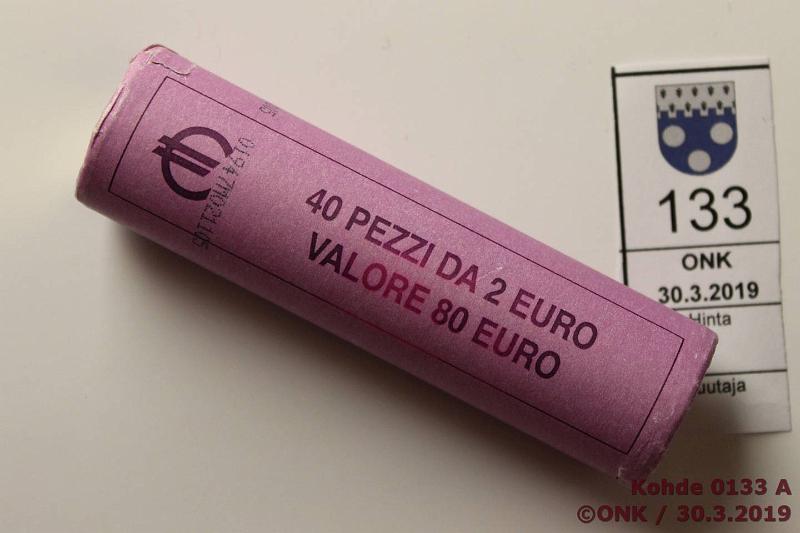 40 PEZZI DA 2 EURO
VALORE 80 EURO
133
ONK
30.3.2019
Hinta
Kohde 0133 A
©ONK / 30.3.2019